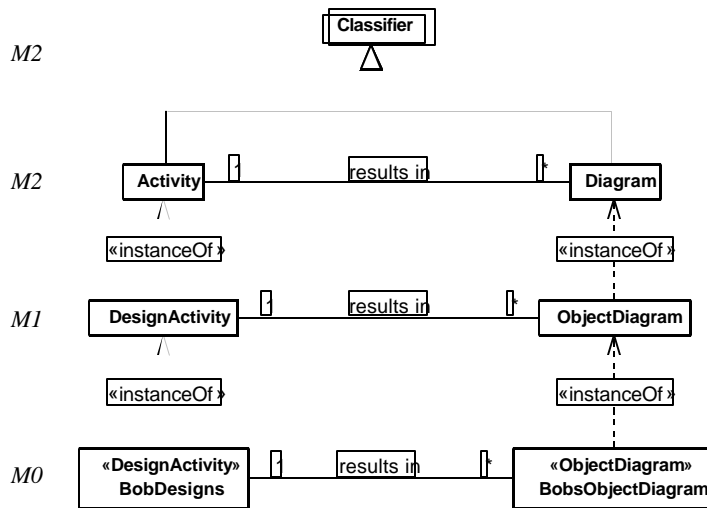 Classifier
M2
M2
Activity
1
results in
*
Diagram
«instanceOf»
«instanceOf»
M1
DesignActivity
1
results in
*
ObjectDiagram
«instanceOf»
«instanceOf»
M0
«DesignActivity»
BobDesigns
1
results in
*
«ObjectDiagram»
BobsObjectDiagram